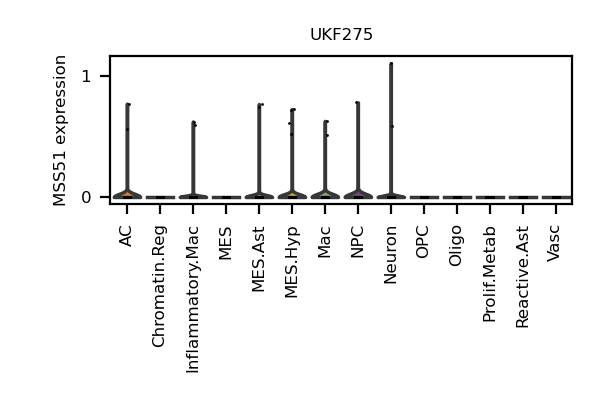 UKF275
MSS51 expression
1
0
AC
Chromatin.Reg
Inflammatory.Mac
MES
MES.Ast
MES.Hyp
Mac
NPC
Neuron
OPC
Oligo
Prolif.Metab
Reactive.Ast
Vasc